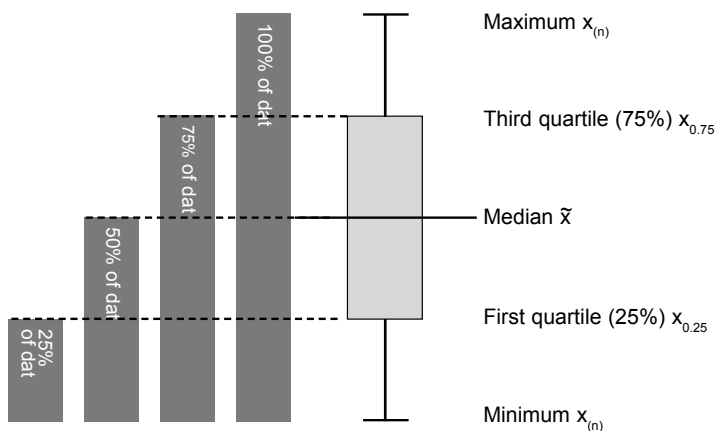 Maximum x(n)
100% of dat
Third quartile (75%) x0.75
75% of dat
Median x̃
50% of dat
First quartile (25%) x0.25
25%
of dat
Minimum x(n)